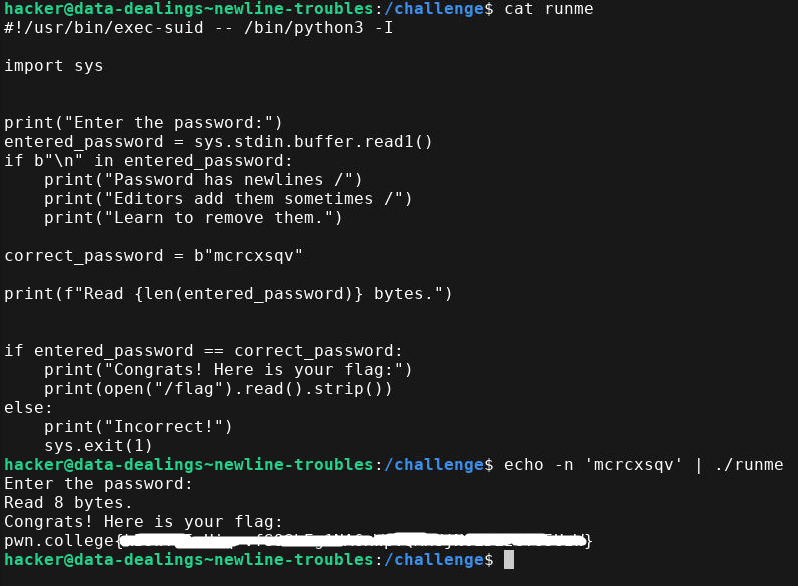 hacker@data-dealings~newline-troubles:/challenge$ cat runme
#!/usr/bin/exec-suid -- /bin/python3 -I
import sys
print("Enter the password:")
entered_password = sys.stdin.buffer.read1()
if b"\n" in entered_password:
    print("Password has newlines /")
    print("Editors add them sometimes /")
    print("Learn to remove them.")
correct_password = b"mcrcxsqv"
print(f"Read {len(entered_password)} bytes.")
if entered_password == correct_password:
    print("Congrats! Here is your flag:")
    print(open("/flag").read().strip())
else:
    print("Incorrect!")
    sys.exit(1)
hacker@data-dealings~newline-troubles:/challenge$ echo -n 'mcrcxsqv' | ./runme
Enter the password:
Read 8 bytes.
Congrats! Here is your flag:
pwn.college{}
hacker@data-dealings~newline-troubles:/challenge$